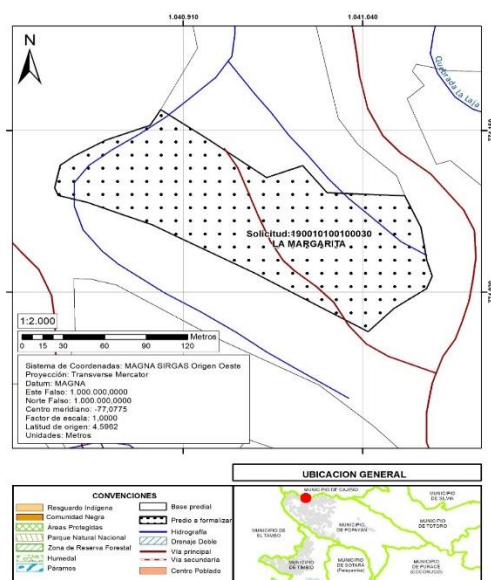 1.040.910
1.041.040
N
Quebrada La Laja
Solicitud:190010100100030
LA MARGARITA
1:2.000
Metros
0 15 30 60 90 120
Sistema de Coordenadas: MAGNA SIRGAS Origen Oeste
Proyección: Transverse Mercator
Datum: MAGNA
Este Falso: 1.000.000,0000
Norte Falso: 1.000.000,0000
Centro meridiano: -77,0775
Factor de escala: 1,0000
Latitud de origen: 4,5962
Unidades: Metros
UBICACION GENERAL
CONVENCIONES
Resguardo Indígena
Comunidad Negra
Áreas Protegidas
Parque Natural Nacional
Zona de Reserva Forestal
Humedal
Páramos
Base predial
Predio a formalizar
Hidrografía
Drenaje Doble
Vía principal
Vía secundaria
Centro Poblado
MUNICIPIO DE CAJIBÍO
MUNICIPIO DE SILVIA
MUNICIPIO DE EL TAMBO
MUNICIPIO DE POPAYÁN
MUNICIPIO DE TOTORÓ
MUNICIPIO DE TIMBÍO
MUNICIPIO DE SOTARA
MUNICIPIO DE PURACÉ